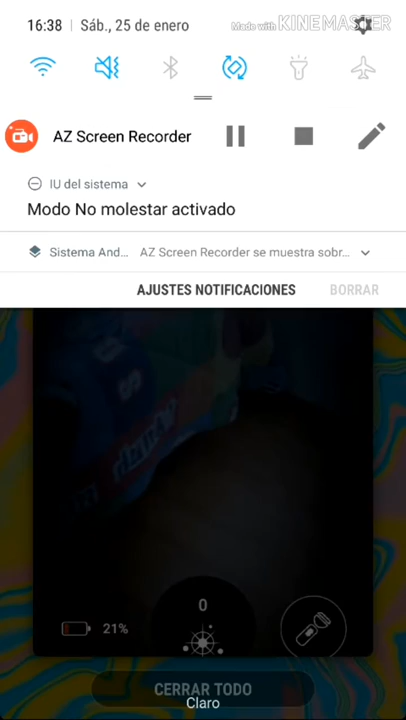 16:38 Sáb., 25 de enero
Made with KINEMASTER
AZ Screen Recorder
IU del sistema
Modo No molestar activado
Sistema And... AZ Screen Recorder se muestra sobr...
AJUSTES NOTIFICACIONES BORRAR
0
21%
CERRAR TODO
Claro